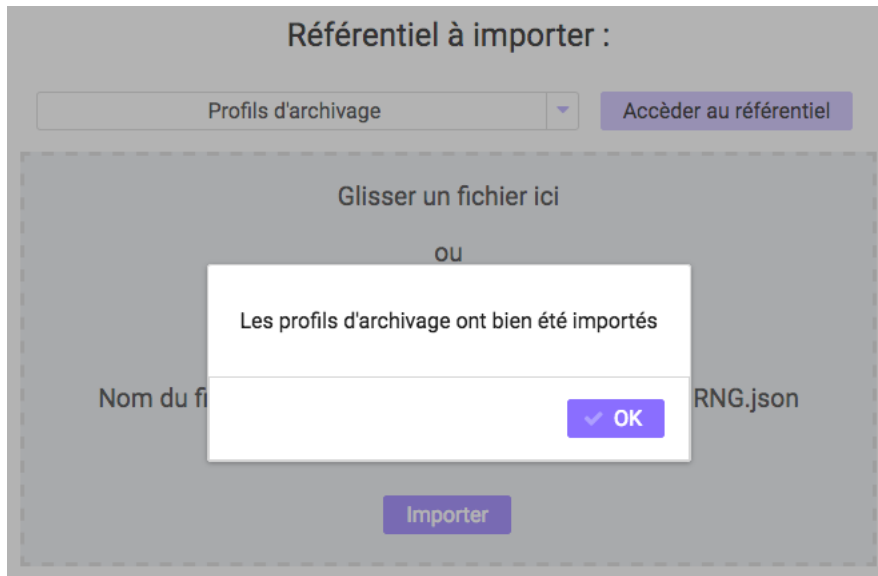 Référentiel à importer :
Profils d'archivage
Accèder au référentiel
Glisser un fichier ici
ou
Les profils d'archivage ont bien été importés
Nom du fi RNG.json
OK
Importer